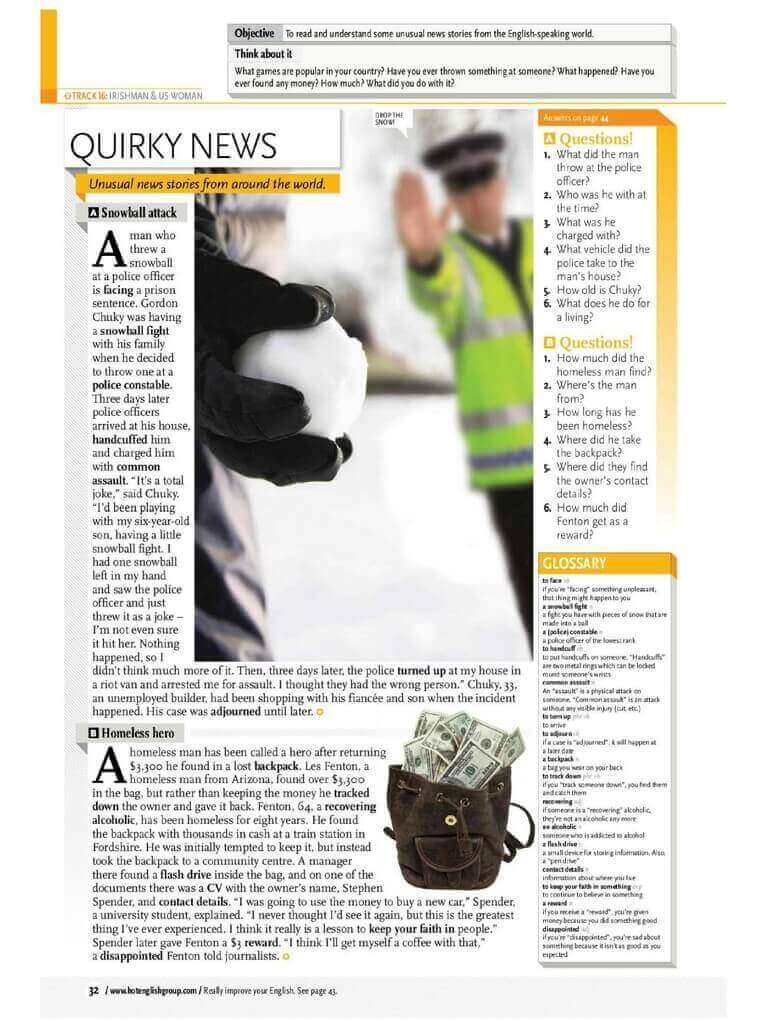 Objective To read and understand some unusual news stories from the English-speaking world.
Think about it
What games are popular in your country? Have you ever thrown something at someone? What happened? Have you
ever found any money? How much? What did you do with it?
TRACK 16: IRISHMAN & US WOMAN
QUIRKY NEWS
Unusual news stories from around the world.
DROP THE
SNOW!
A Snowball attack
A man who
threw a
snowball
at a police officer
is facing a prison
sentence. Gordon
Chuky was having
a snowball fight
with his family
when he decided
to throw one at a
police constable.
Three days later
police officers
arrived at his house,
handcuffed him
and charged him
with common
assault. “It’s a total
joke,” said Chuky.
“I’d been playing
with my six-year-old
son, having a little
snowball fight. I
had one snowball
left in my hand
and saw the police
officer and just
threw it as a joke –
I’m not even sure
it hit her. Nothing
happened, so I
didn’t think much more of it. Then, three days later, the police turned up at my house in
a riot van and arrested me for assault. I thought they had the wrong person.” Chuky, 33,
an unemployed builder, had been shopping with his fiancée and son when the incident
happened. His case was adjourned until later.
B Homeless hero
A homeless man has been called a hero after returning
$3,300 he found in a lost backpack. Les Fenton, a
homeless man from Arizona, found over $3,300
in the bag, but rather than keeping the money he tracked
down the owner and gave it back. Fenton, 64, a recovering
alcoholic, has been homeless for eight years. He found
the backpack with thousands in cash at a train station in
Fordshire. He was initially tempted to keep it, but instead
took the backpack to a community centre. A manager
there found a flash drive inside the bag, and on one of the
documents there was a CV with the owner’s name, Stephen
Spender, and contact details. “I was going to use the money to buy a new car,” Spender,
a university student, explained. “I never thought I’d see it again, but this is the greatest
thing I’ve ever experienced. I think it really is a lesson to keep your faith in people.”
Spender later gave Fenton a $3 reward. “I think I’ll get myself a coffee with that,”
a disappointed Fenton told journalists.
Answers on page 44
A Questions!
1. What did the man
throw at the police
officer?
2. Who was he with at
the time?
3. What was he
charged with?
4. What vehicle did the
police take to the
man’s house?
5. How old is Chuky?
6. What does he do for
a living?
B Questions!
1. How much did the
homeless man find?
2. Where’s the man
from?
3. How long has he
been homeless?
4. Where did he take
the backpack?
5. Where did they find
the owner’s contact
details?
6. How much did
Fenton get as a
reward?
GLOSSARY
to face vb
if you’re “facing” something unpleasant,
that thing might happen to you
a snowball fight n
a fight you have with pieces of snow that are
made into a ball
a (police) constable n
a police officer of the lowest rank
to handcuff vb
to put handcuffs on someone. “Handcuffs”
are two metal rings which can be locked
round someone’s wrists
common assault n
An “assault” is a physical attack on
someone. “Common assault” is an attack
without any visible injury (cut, etc.)
to turn up phr vb
to arrive
to adjourn vb
if a case is “adjourned”, it will happen at
a later date
a backpack n
a bag you wear on your back
to track down phr vb
if you “track someone down”, you find them
and catch them
recovering adj
if someone is a “recovering” alcoholic,
they’re not an alcoholic any more
an alcoholic n
someone who is addicted to alcohol
a flash drive n
a small device for storing information. Also,
a “pen drive”
contact details n
information about where you live
to keep your faith in something exp
to continue to believe in something
a reward n
if you receive a “reward”, you’re given
money because you did something good
disappointed adj
if you’re “disappointed”, you’re sad about
something because it isn’t as good as you
expected
32 / www.hotenglishgroup.com / Really improve your English. See page 43.